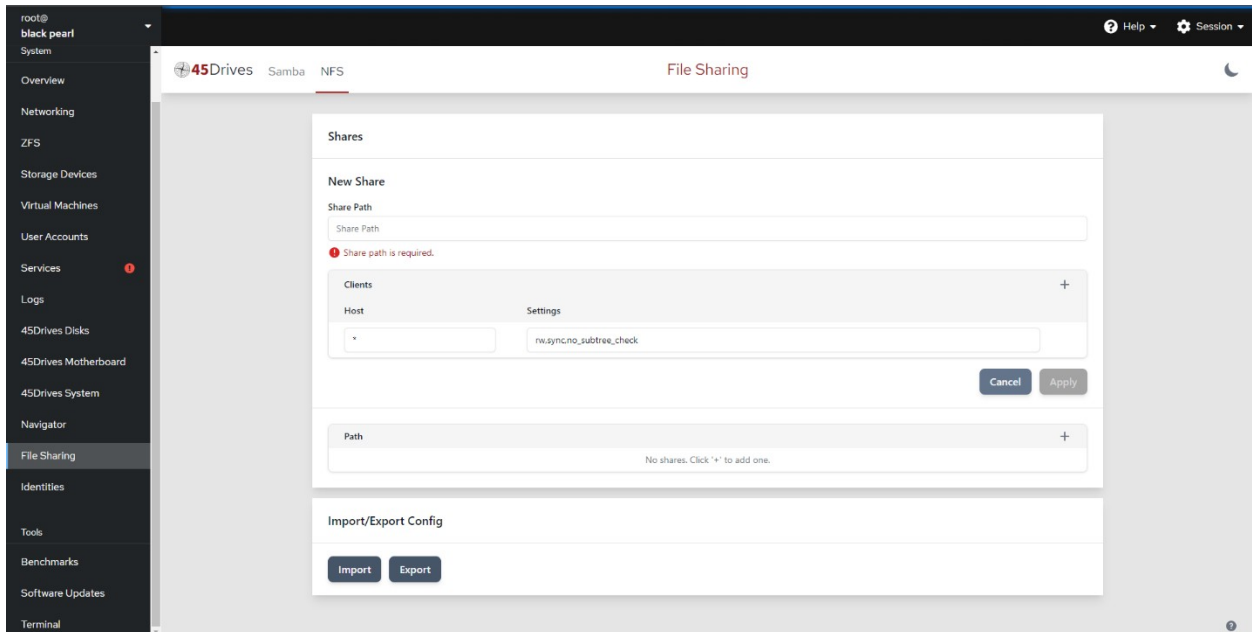 root@
black pearl
Help
Session
System
Overview
Networking
ZFS
Storage Devices
Virtual Machines
User Accounts
Services
Logs
45Drives Disks
45Drives Motherboard
45Drives System
Navigator
File Sharing
Identities
Tools
Benchmarks
Software Updates
Terminal
45Drives Samba NFS File Sharing
Shares
New Share
Share Path
Share Path
Share path is required.
Clients +
Host Settings
* rw,sync,no_subtree_check
Cancel Apply
Path +
No shares. Click '+' to add one.
Import/Export Config
Import Export